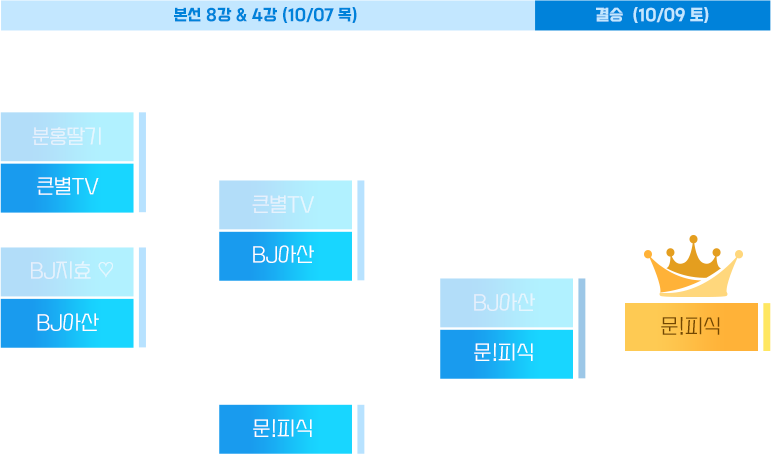 본선 8강 & 4강 (10/07 목)
결승 (10/09 토)
분홍딸기
큰별TV
BJ지효 ♡
BJ아산
큰별TV
BJ아산
문!피식
BJ아산
문!피식
문!피식